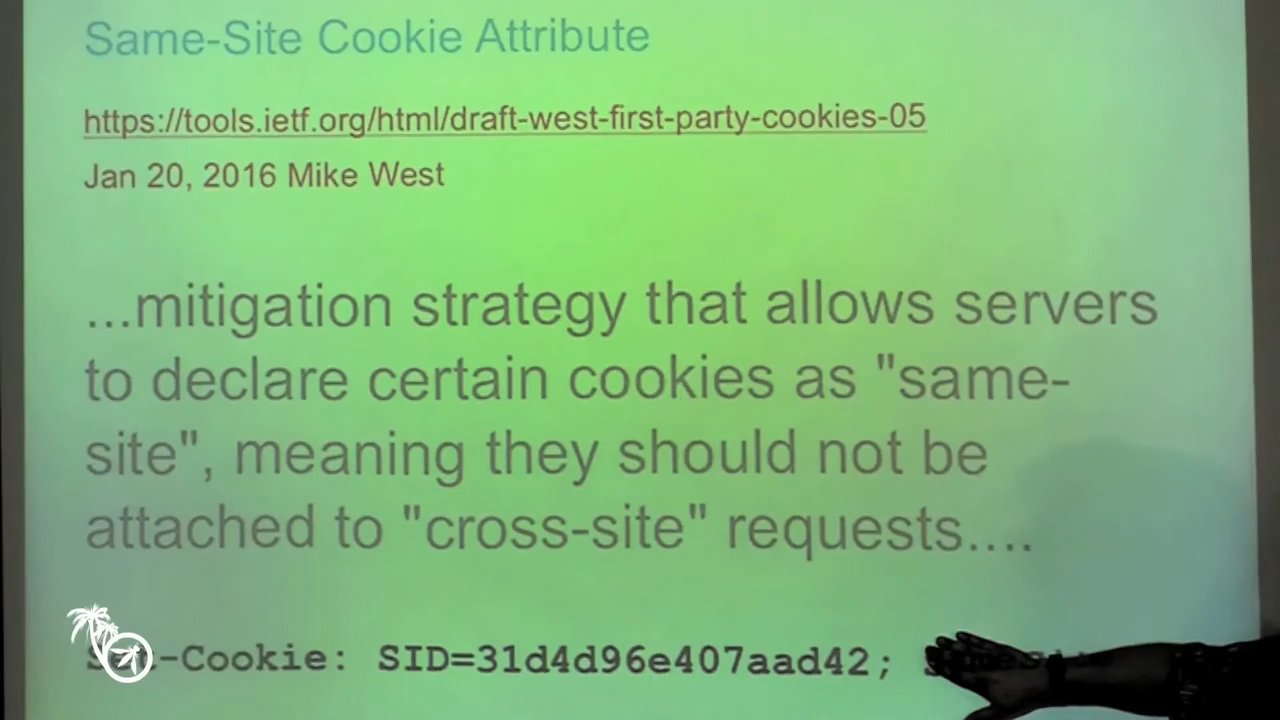 Same-Site Cookie Attribute
https://tools.ietf.org/html/draft-west-first-party-cookies-05
Jan 20, 2016 Mike West
...mitigation strategy that allows servers
to declare certain cookies as "same-
site", meaning they should not be
attached to "cross-site" requests....
Set-Cookie: SID=31d4d96e407aad42;